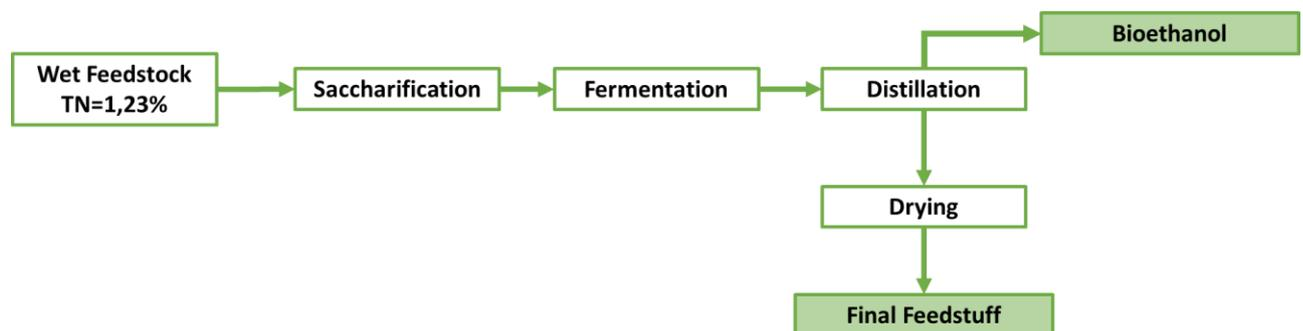 Wet Feedstock
TN=1,23%
Saccharification
Fermentation
Distillation
Bioethanol
Drying
Final Feedstuff